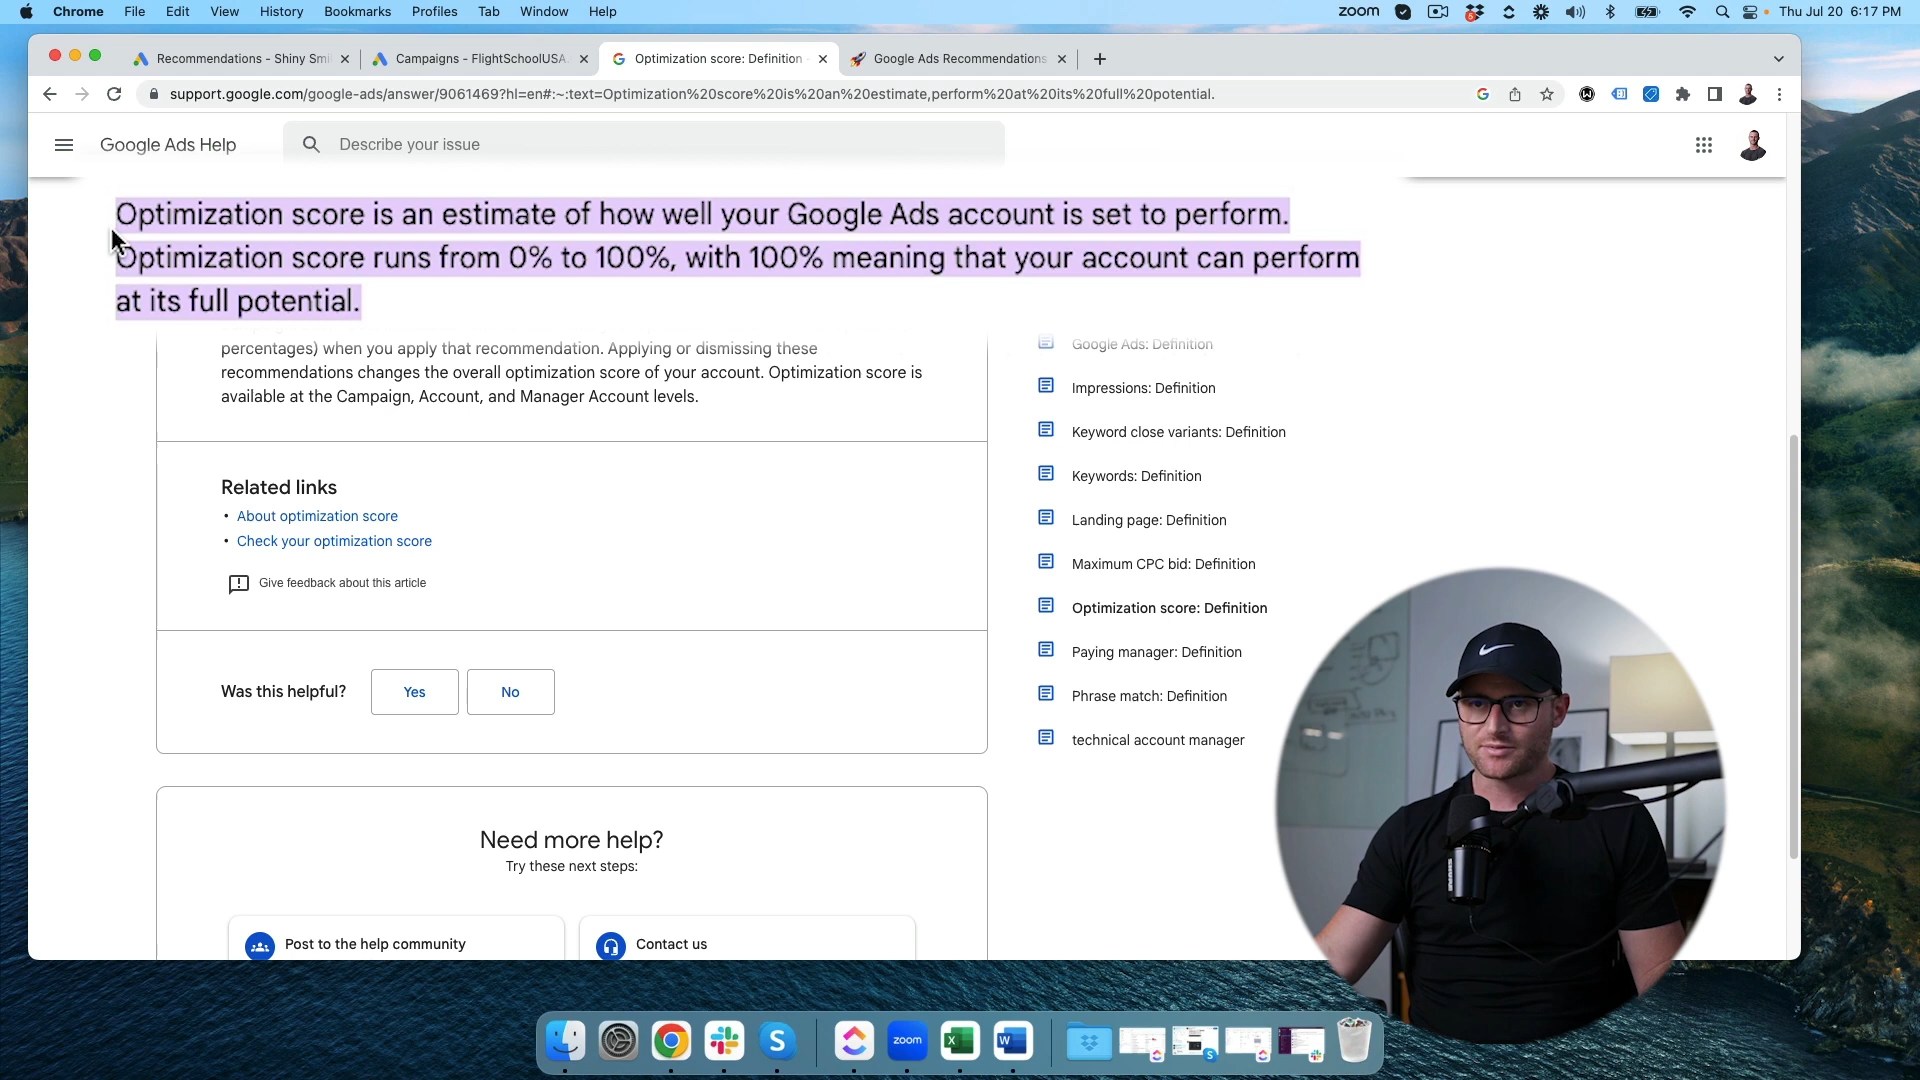 Chrome File Edit View History Bookmarks Profiles Tab Window Help
zoom Thu Jul 20 6:17 PM
Recommendations - Shiny Smi
Campaigns - FlightSchoolUSA.
Optimization score: Definition
Google Ads Recommendations
support.google.com/google-ads/answer/9061469?hl=en#:~:text=Optimization%20score%20is%20an%20estimate,perform%20at%20its%20full%20potential.
Google Ads Help
Describe your issue
Optimization score is an estimate of how well your Google Ads account is set to perform.
Optimization score runs from 0% to 100%, with 100% meaning that your account can perform
at its full potential.
percentages) when you apply that recommendation. Applying or dismissing these
recommendations changes the overall optimization score of your account. Optimization score is
available at the Campaign, Account, and Manager Account levels.
Related links
• About optimization score
• Check your optimization score
Give feedback about this article
Was this helpful?
Yes
No
Need more help?
Try these next steps:
Post to the help community
Contact us
Google Ads: Definition
Impressions: Definition
Keyword close variants: Definition
Keywords: Definition
Landing page: Definition
Maximum CPC bid: Definition
Optimization score: Definition
Paying manager: Definition
Phrase match: Definition
technical account manager
zoom